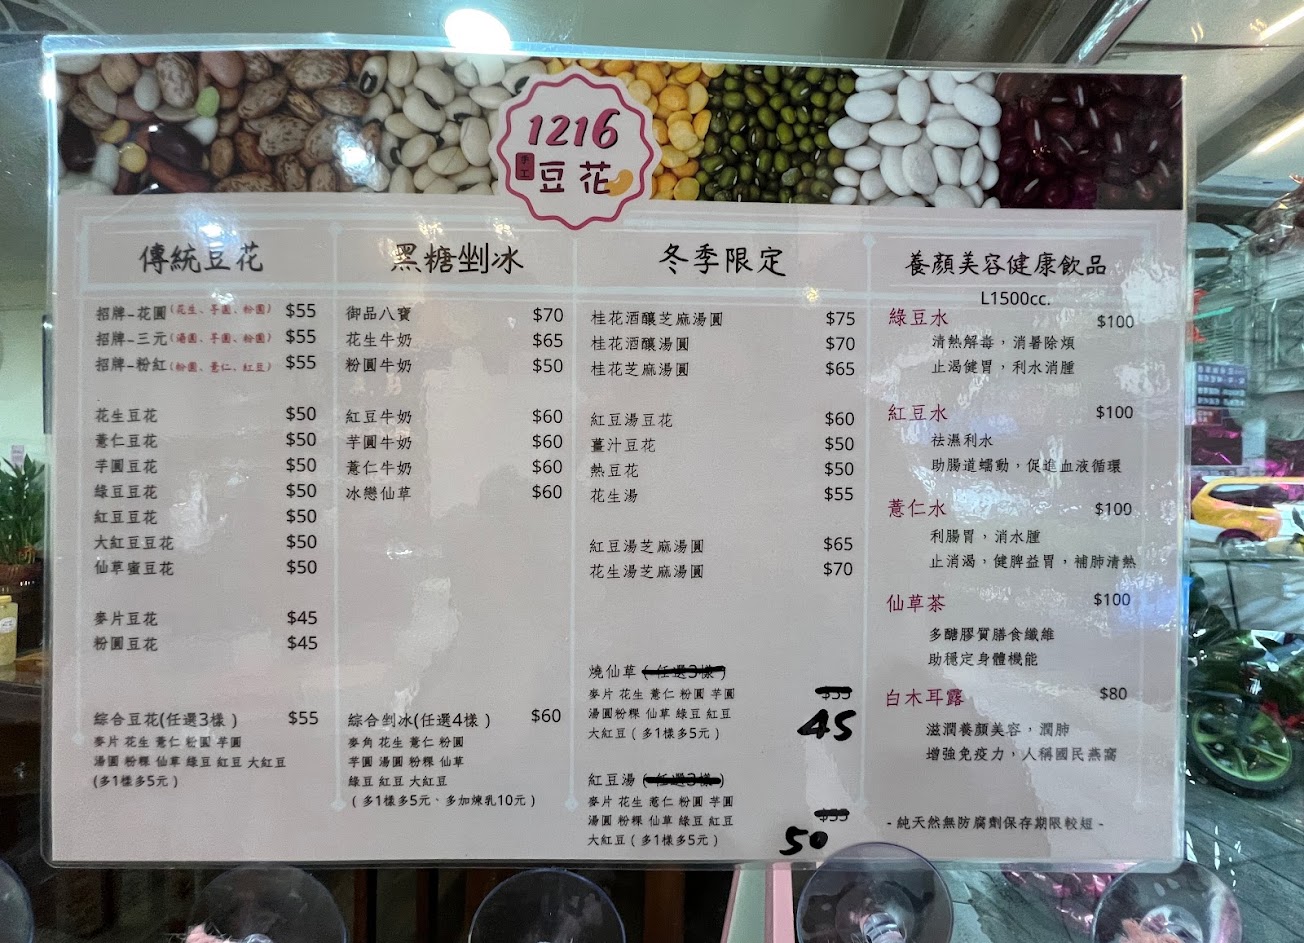 1216
手工
豆花
傳統豆花
招牌-花圓(花生、芋圓、粉圓) $55
招牌-三元(湯圓、芋圓、粉圓) $55
招牌-粉紅(粉圓、薏仁、紅豆) $55
花生豆花 $50
薏仁豆花 $50
芋圓豆花 $50
綠豆豆花 $50
紅豆豆花 $50
大紅豆豆花 $50
仙草蜜豆花 $50
麥片豆花 $45
粉圓豆花 $45
綜合豆花(任選3樣) $55
麥片 花生 薏仁 粉圓 芋圓
湯圓 粉粿 仙草 綠豆 紅豆 大紅豆
(多1樣多5元)
黑糖剉冰
御品八寶 $70
花生牛奶 $65
粉圓牛奶 $50
紅豆牛奶 $60
芋圓牛奶 $60
薏仁牛奶 $60
冰戀仙草 $60
綜合剉冰(任選4樣) $60
麥角 花生 薏仁 粉圓
芋圓 湯圓 粉粿 仙草
綠豆 紅豆 大紅豆
(多1樣多5元、多加煉乳10元)
冬季限定
桂花酒釀芝麻湯圓 $75
桂花酒釀湯圓 $70
桂花芝麻湯圓 $65
紅豆湯豆花 $60
薑汁豆花 $50
熱豆花 $50
花生湯 $55
紅豆湯芝麻湯圓 $65
花生湯芝麻湯圓 $70
燒仙草(任選3樣)
麥片 花生 薏仁 粉圓 芋圓 $55
湯圓粉粿 仙草 綠豆 紅豆 45
大紅豆(多1樣多5元)
紅豆湯(任選3樣)
麥片 花生 薏仁 粉圓 芋圓 $55
湯圓 粉粿 仙草 綠豆 紅豆
大紅豆(多1樣多5元) 50
養顏美容健康飲品
L1500cc.
綠豆水 $100
清熱解毒,消暑除煩
止渴健胃,利水消腫
紅豆水 $100
祛濕利水
助腸道蠕動,促進血液循環
薏仁水 $100
利腸胃,消水腫
止消渴,健脾益胃,補肺清熱
仙草茶 $100
多醣膠質膳食纖維
助穩定身體機能
白木耳露 $80
滋潤養顏美容,潤肺
增強免疫力,人稱國民燕窩
-純天然無防腐劑保存期限較短-